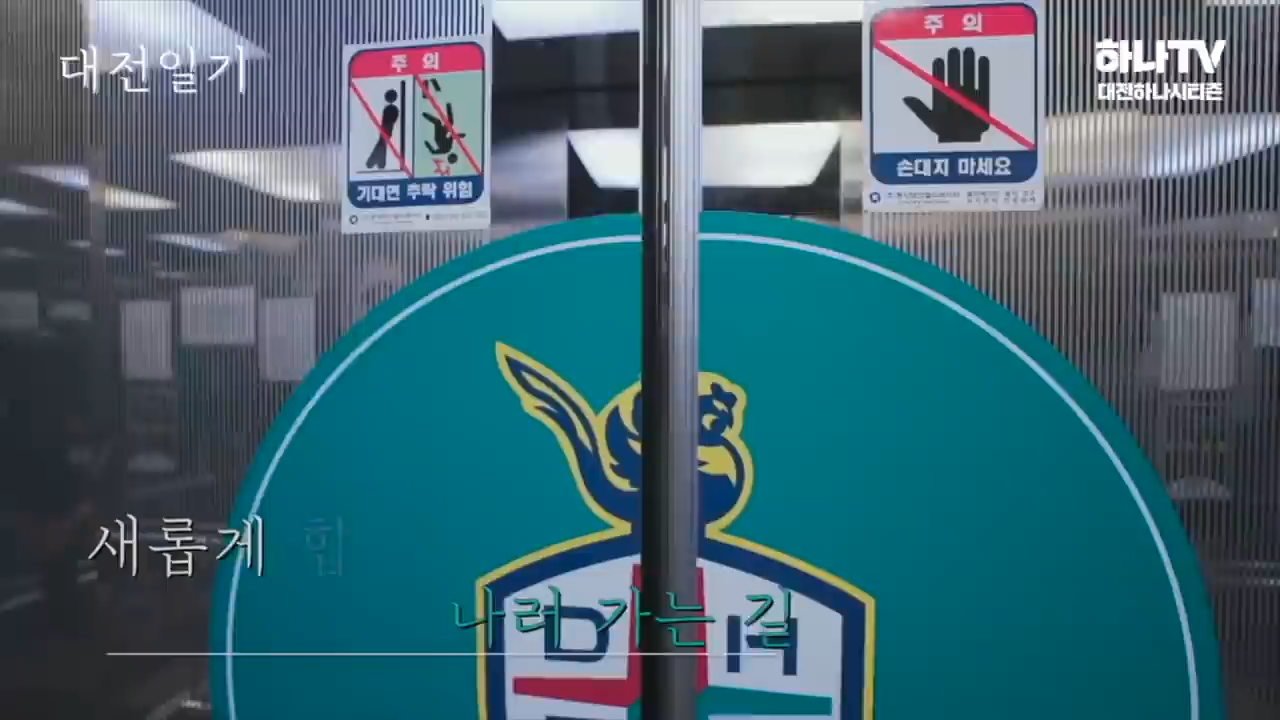 대전일기
하나TV
대전하나시티즌
주의
기대면 추락 위험
주의
손대지 마세요
새롭게 합
나러 가는 길
D H